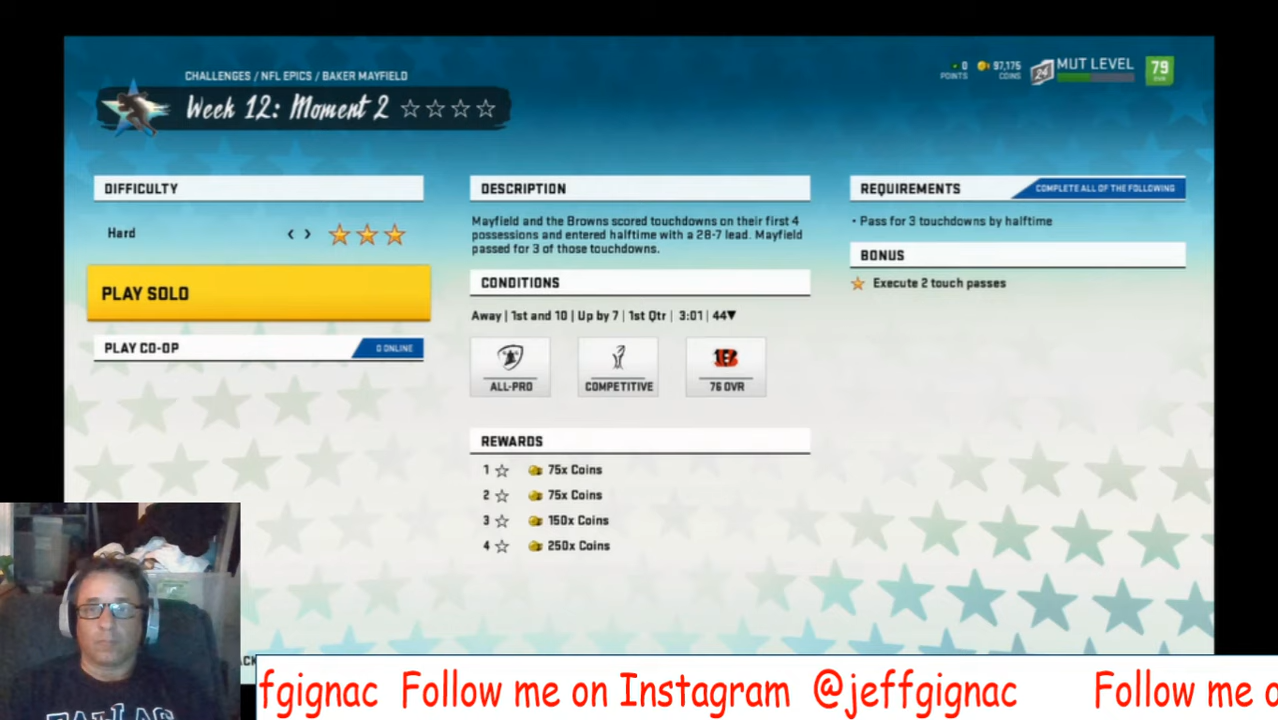 CHALLENGES / NFL EPICS / BAKER MAYFIELD
Week 12: Moment 2
0 POINTS
97,175 COINS
24
MUT LEVEL
79
OVR
DIFFICULTY
Hard
PLAY SOLO
PLAY CO-OP
0 ONLINE
DESCRIPTION
Mayfield and the Browns scored touchdowns on their first 4
possessions and entered halftime with a 28-7 lead. Mayfield
passed for 3 of those touchdowns.
CONDITIONS
Away | 1st and 10 | Up by 7 | 1st Qtr | 3:01 | 44▼
ALL-PRO
COMPETITIVE
76 OVR
REWARDS
1 ☆ 75x Coins
2 ☆ 75x Coins
3 ☆ 150x Coins
4 ☆ 250x Coins
REQUIREMENTS
COMPLETE ALL OF THE FOLLOWING
• Pass for 3 touchdowns by halftime
BONUS
Execute 2 touch passes
DALLAS
fgignac Follow me on Instagram @jeffgignac Follow me o